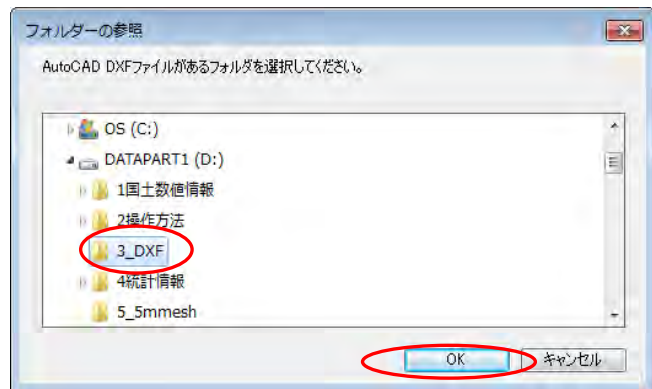 フォルダーの参照
AutoCAD DXFファイルがあるフォルダを選択してください。
OS (C:)
DATAPART1 (D:)
1国土数値情報
2操作方法
3_DXF
4統計情報
5_5mmesh
OK キャンセル